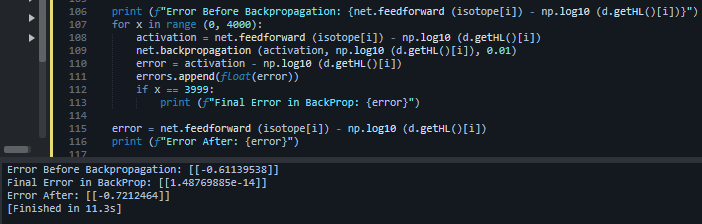 106 print (f"Error Before Backpropagation: {net.feedforward (isotope[i]) - np.log10 (d.getHL()[i])}")
107 for x in range (0, 4000):
108 activation = net.feedforward (isotope[i]) - np.log10 (d.getHL()[i])
109 net.backpropagation (activation, np.log10 (d.getHL()[i]), 0.01)
110 error = activation - np.log10 (d.getHL()[i])
111 errors.append(float(error))
112 if x == 3999:
113 print (f"Final Error in BackProp: {error}")
114
115 error = net.feedforward (isotope[i]) - np.log10 (d.getHL()[i])
116 print (f"Error After: {error}")
117
Error Before Backpropagation: [[-0.61139538]]
Final Error in BackProp: [[1.48769885e-14]]
Error After: [[-0.7212464]]
[Finished in 11.3s]